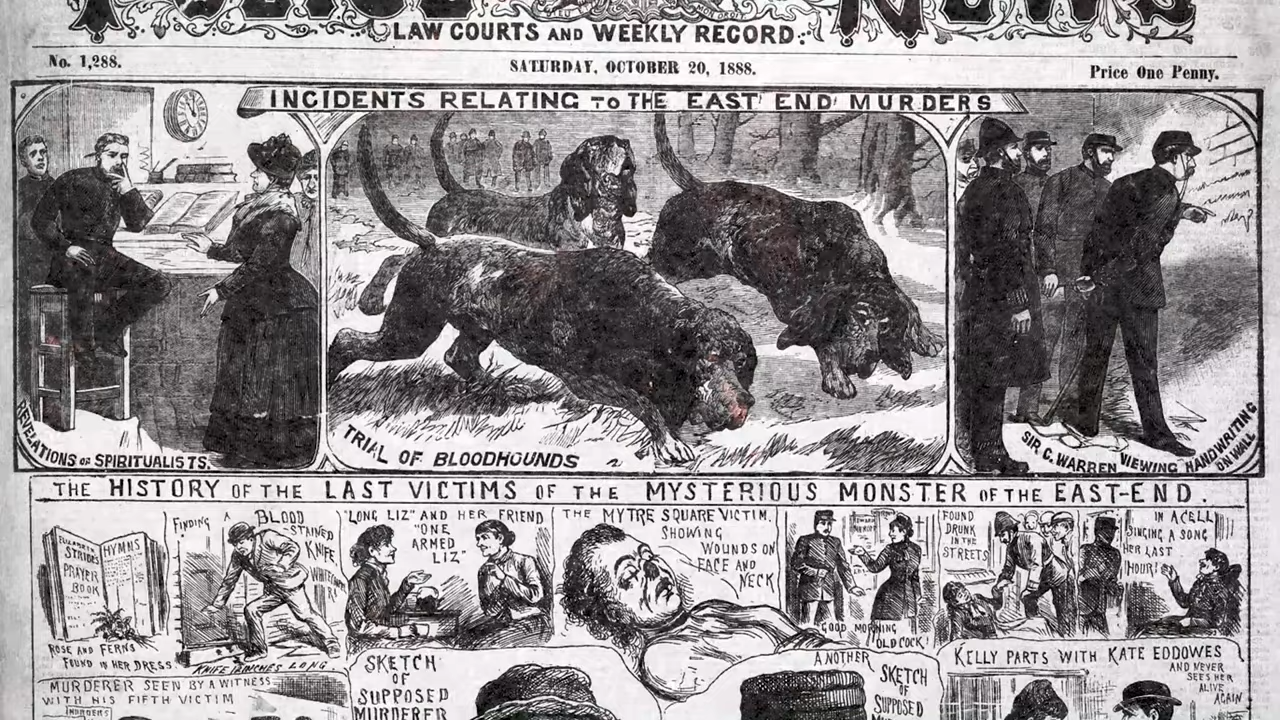 POLICE NEWS
LAW COURTS AND WEEKLY RECORD.
No. 1,288.
SATURDAY, OCTOBER 20, 1888.
Price One Penny.
INCIDENTS RELATING TO THE EAST END MURDERS
REVELATIONS OF SPIRITUALISTS.
TRIAL OF BLOODHOUNDS
SIR C. WARREN VIEWING HANDWRITING
ON WALL
THE HISTORY OF THE LAST VICTIMS OF THE MYSTERIOUS MONSTER OF THE EAST-END.
ELIZABETH
STRIDES
PRAYER
BOOK
HYMNS
ROSE AND FERNS
FOUND IN HER DRESS
FINDING A BLOOD
STAINED
KNIFE
KNIFE INCHES LONG
"LONG LIZ" AND HER FRIEND
"ONE
ARMED
LIZ"
THE MYTRE SQUARE VICTIM.
SHOWING
WOUNDS ON
FACE AND
NECK
GOOD MORNING
OLD COCK!
FOUND
DRUNK
IN THE
STREETS
IN A CELL
SINGING A SONG
HER LAST
HOUR!
MURDERER SEEN BY A WITNESS
WITH HIS FIFTH VICTIM
SKETCH
OF
SUPPOSED
MURDERER
ANOTHER
SKETCH
OF
SUPPOSED
KELLY PARTS WITH KATE EDDOWES
AND NEVER
SEES HER
ALIVE
AGAIN